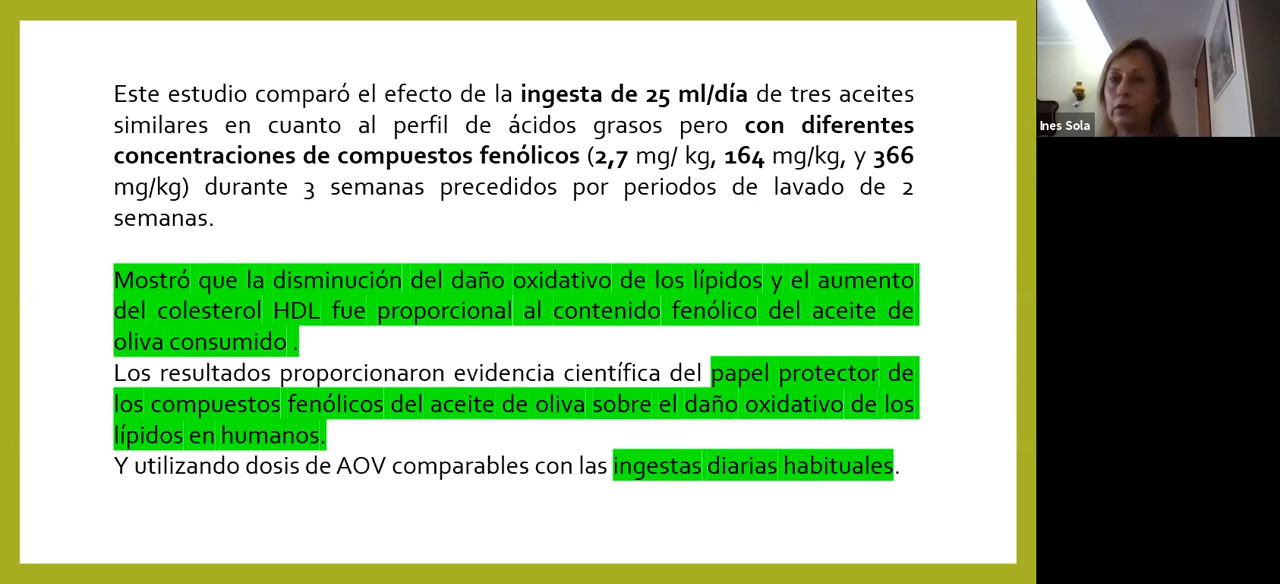 Este estudio comparó el efecto de la ingesta de 25 ml/día de tres aceites
similares en cuanto al perfil de ácidos grasos pero con diferentes
concentraciones de compuestos fenólicos (2,7 mg/ kg, 164 mg/kg, y 366
mg/kg) durante 3 semanas precedidos por periodos de lavado de 2
semanas.
Mostró que la disminución del daño oxidativo de los lípidos y el aumento
del colesterol HDL fue proporcional al contenido fenólico del aceite de
oliva consumido .
Los resultados proporcionaron evidencia científica del papel protector de
los compuestos fenólicos del aceite de oliva sobre el daño oxidativo de los
lípidos en humanos.
Y utilizando dosis de AOV comparables con las ingestas diarias habituales.
Ines Sola